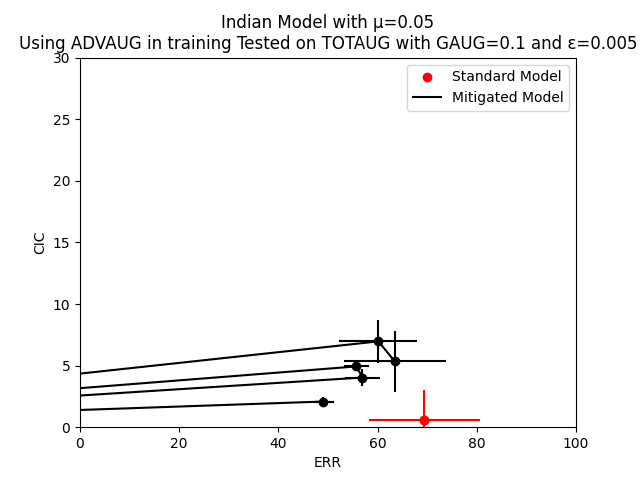 Indian Model with μ=0.05
Using ADVAUG in training Tested on TOTAUG with GAUG=0.1 and ε=0.005
Standard Model
Mitigated Model
30
25
20
15
10
5
0
CIC
0 20 40 60 80 100
ERR